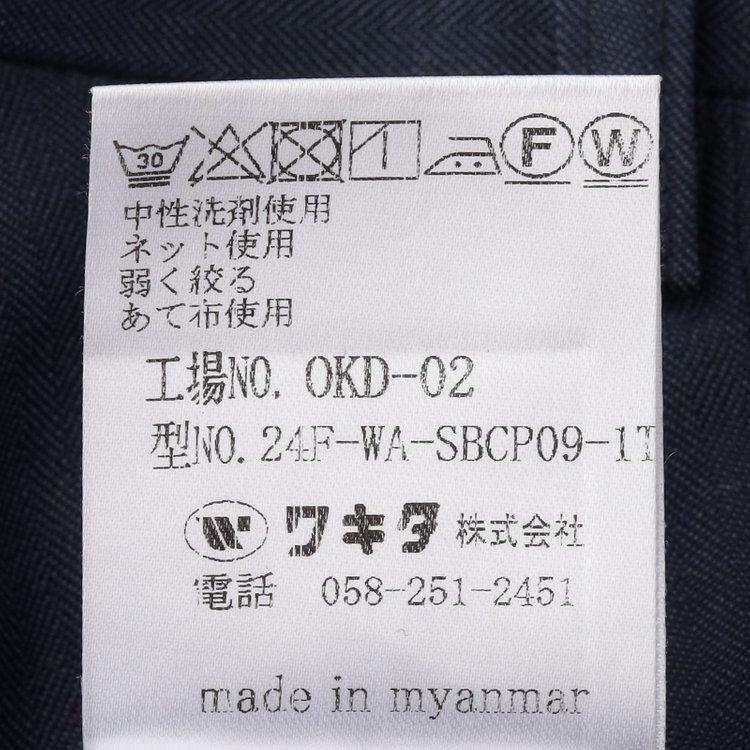 30 F W
中性洗剤使用
ネット使用
弱く絞る
あて布使用
工場NO. OKD-02
型NO. 24F-WA-SBCP09-1T
W ワキタ 株式会社
電話 058-251-2451
made in myanmar